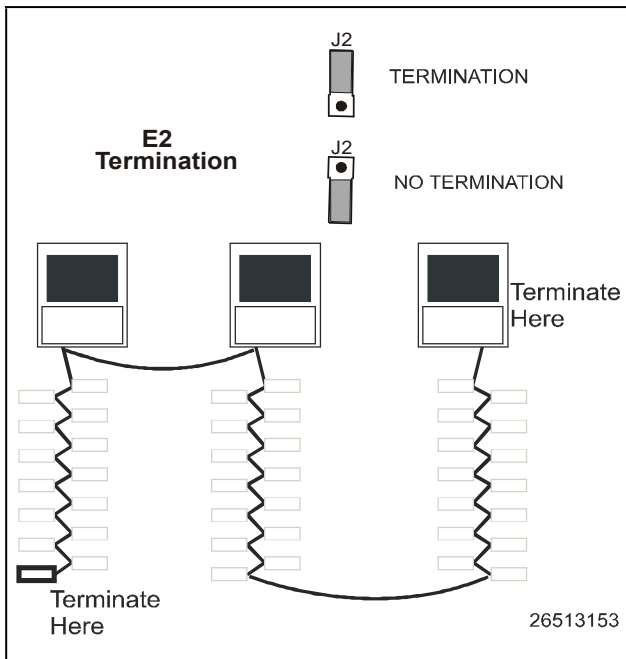 J2
TERMINATION
E2
Termination
J2
NO TERMINATION
Terminate
Here
Terminate
Here
26513153